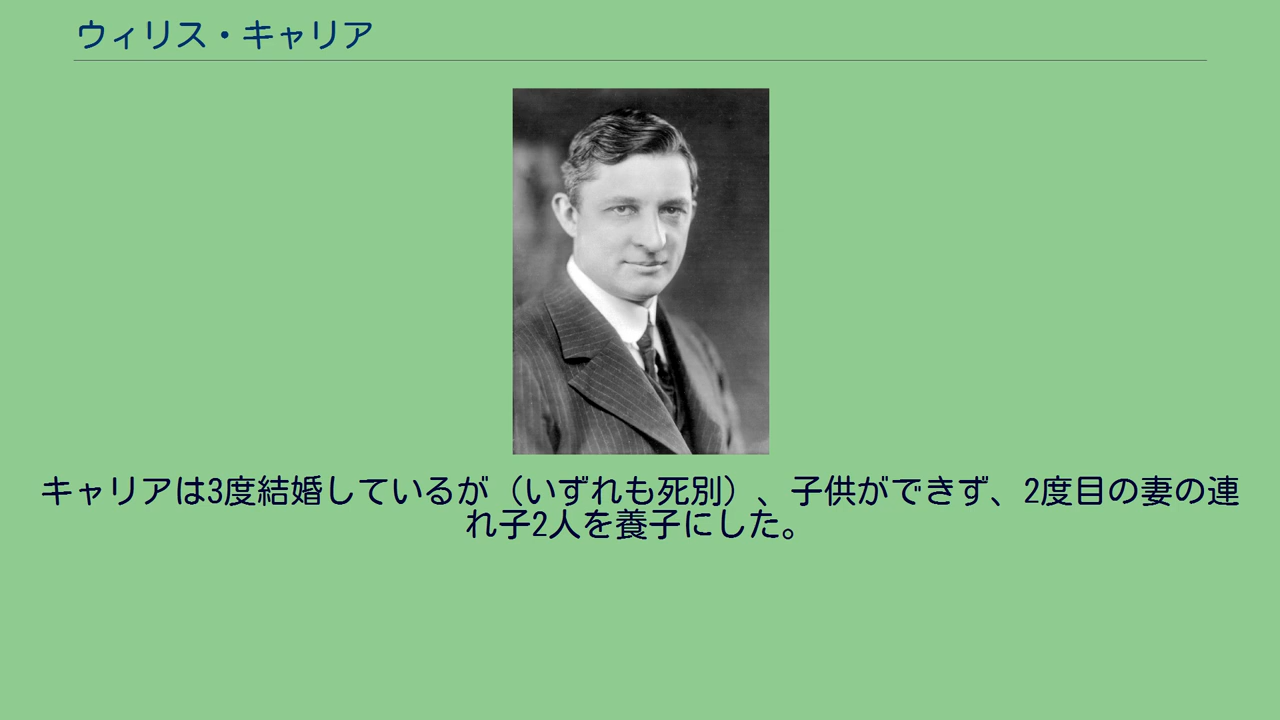 ウィリス・キャリア
キャリアは3度結婚しているが（いずれも死別）、子供ができず、2度目の妻の連
れ子2人を養子にした。